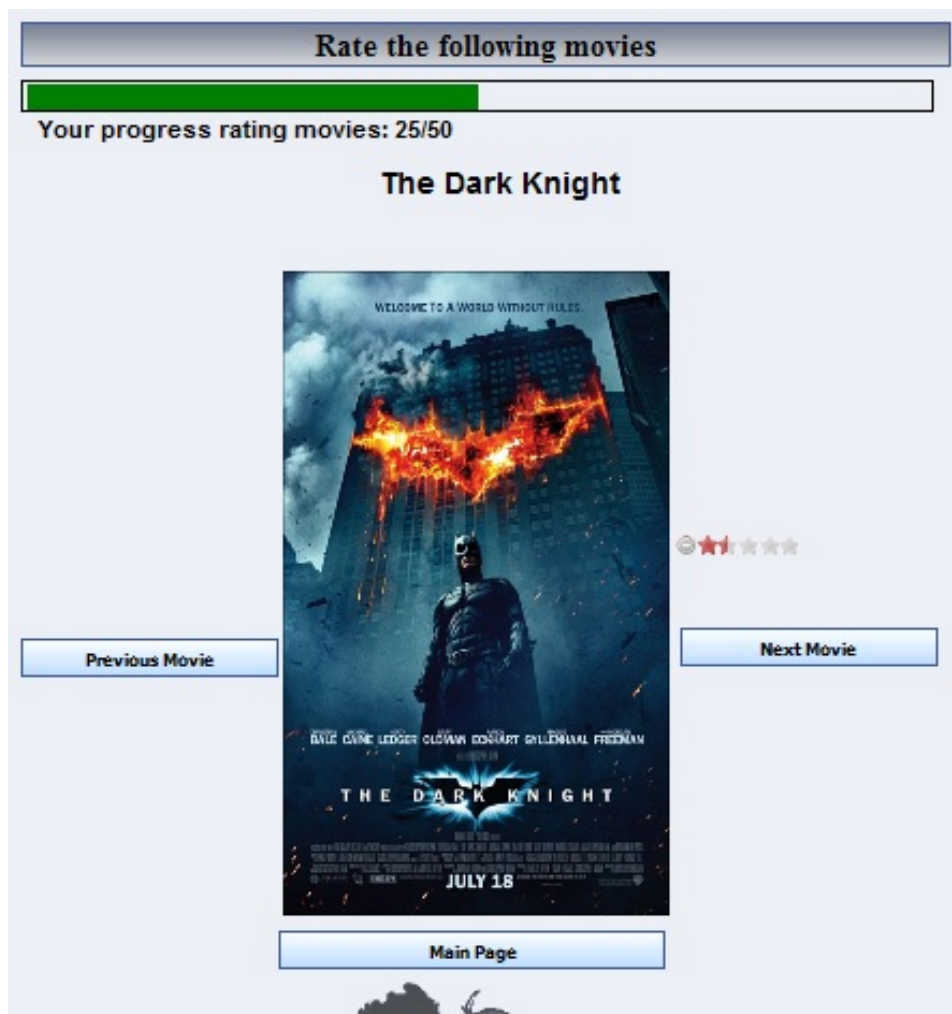 Rate the following movies
Your progress rating movies: 25/50
The Dark Knight
WELCOME TO A WORLD WITHOUT RULES.
Previous Movie
Next Movie
BALE CAINE LEDGER OLDMAN ECKHART GYLLENHAAL FREEMAN
THE DARK KNIGHT
JULY 18
Main Page